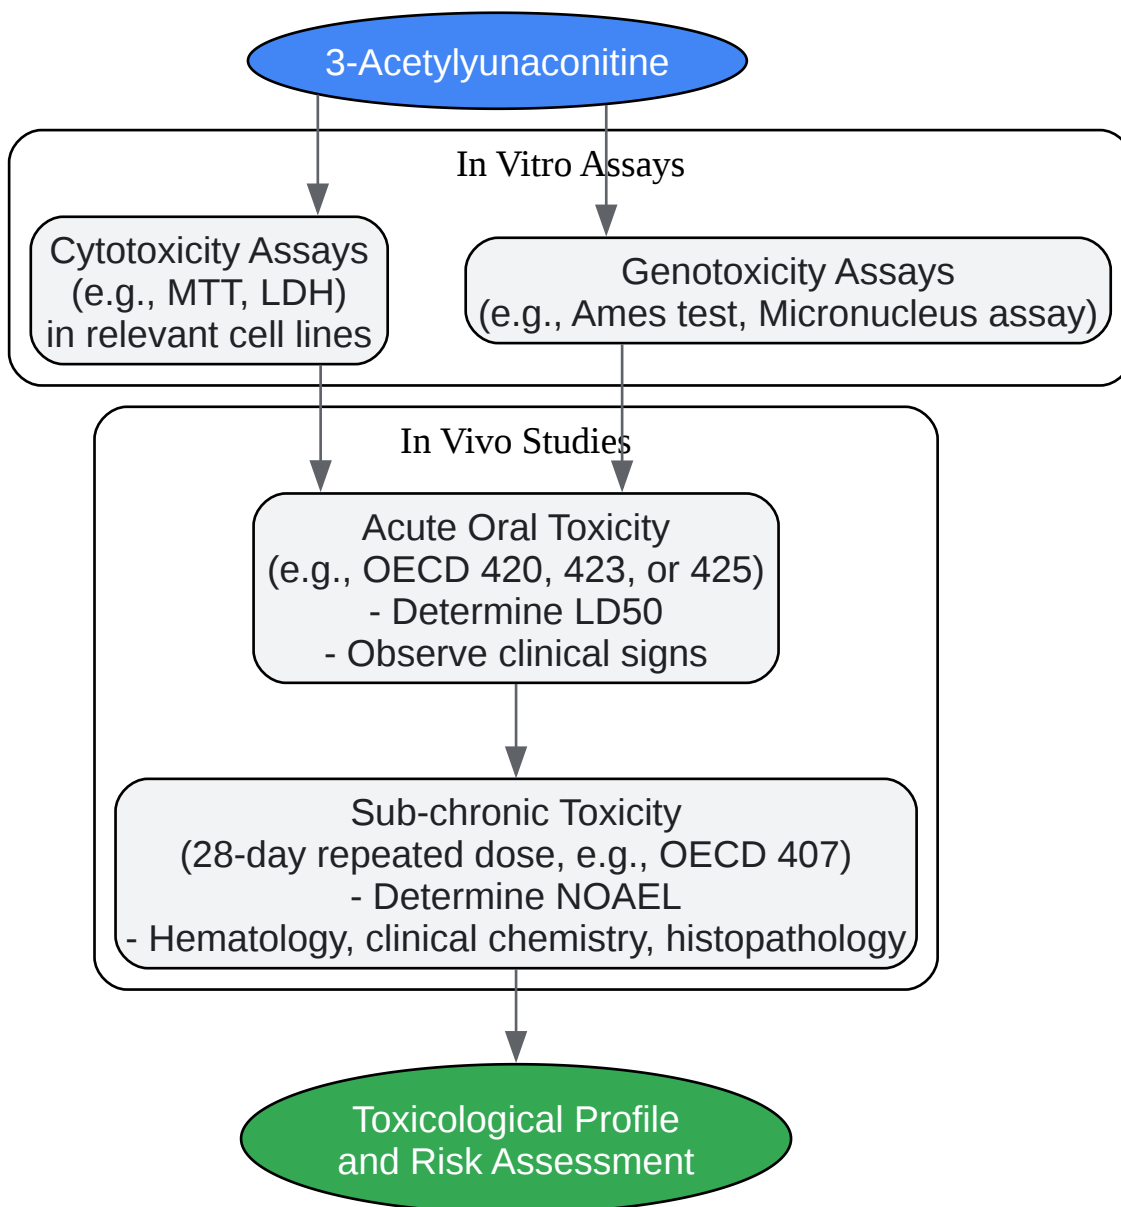 3-Acetylyunaconitine
In Vitro Assays
Cytotoxicity Assays
(e.g., MTT, LDH)
in relevant cell lines
Genotoxicity Assays
(e.g., Ames test, Micronucleus assay)
In Vivo Studies
Acute Oral Toxicity
(e.g., OECD 420, 423, or 425)
- Determine LD50
- Observe clinical signs
Sub-chronic Toxicity
(28-day repeated dose, e.g., OECD 407)
- Determine NOAEL
- Hematology, clinical chemistry, histopathology
Toxicological Profile
and Risk Assessment